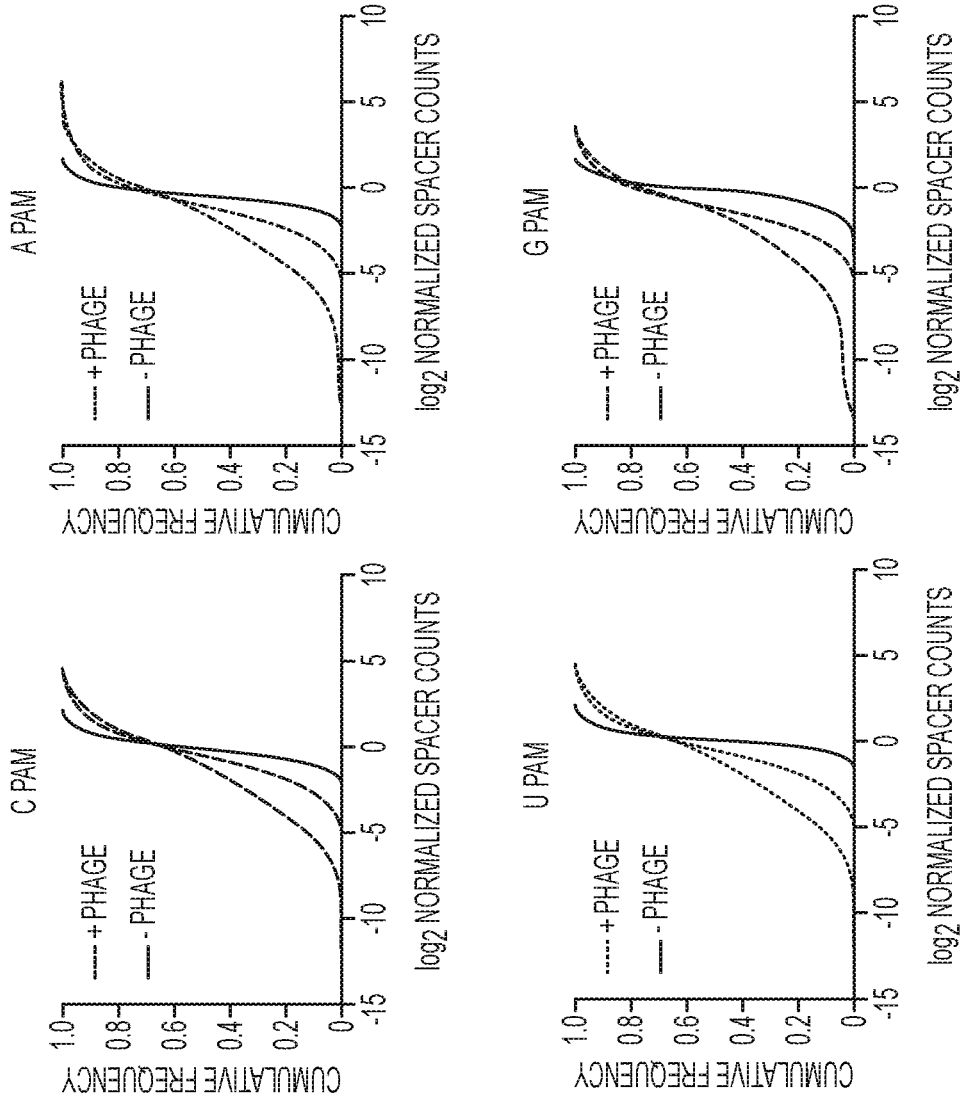 C PAM
CUMULATIVE FREQUENCY
1.0
0.8
0.6
0.4
0.2
0
--- + PHAGE
— - PHAGE
-15
-10
-5
0
5
10
log2 NORMALIZED SPACER COUNTS
A PAM
CUMULATIVE FREQUENCY
1.0
0.8
0.6
0.4
0.2
0
--- + PHAGE
— - PHAGE
-15
-10
-5
0
5
10
log2 NORMALIZED SPACER COUNTS
U PAM
CUMULATIVE FREQUENCY
1.0
0.8
0.6
0.4
0.2
0
--- + PHAGE
— - PHAGE
-15
-10
-5
0
5
10
log2 NORMALIZED SPACER COUNTS
G PAM
CUMULATIVE FREQUENCY
1.0
0.8
0.6
0.4
0.2
0
--- + PHAGE
— - PHAGE
-15
-10
-5
0
5
10
log2 NORMALIZED SPACER COUNTS